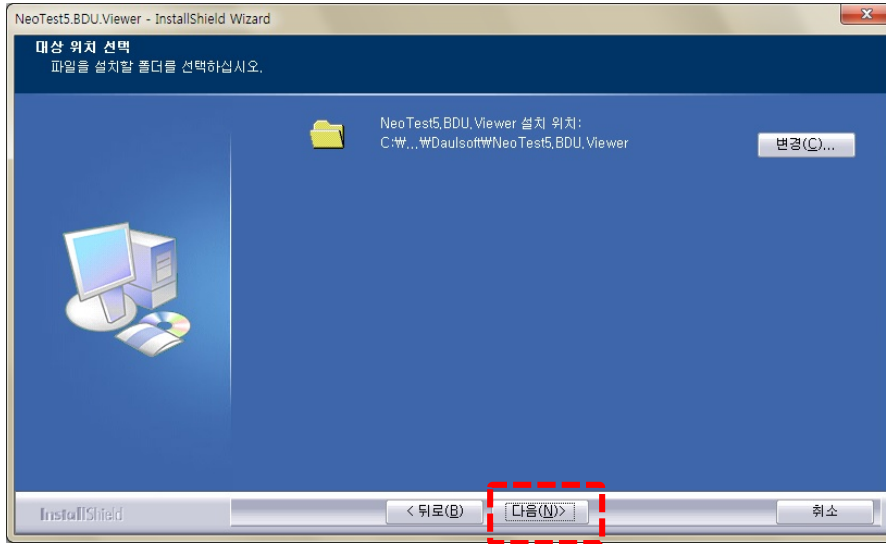 NeoTest5.BDU.Viewer - InstallShield Wizard
대상 위치 선택
파일을 설치할 폴더를 선택하십시오.
NeoTest5.BDU.Viewer 설치 위치:
C:₩...₩Daulsoft₩NeoTest5.BDU.Viewer
변경(C)...
InstallShield
< 뒤로(B)
다음(N)>
취소